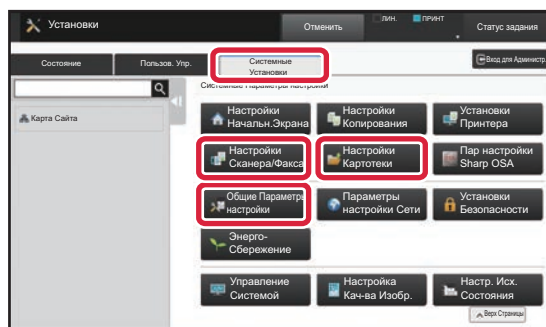 Установки
Отменить
ЛИН.
ПРИНТ
Статус задания
Состояние
Пользов. Упр.
Системные
Установки
Вход для Администр
Системные Параметры Настройки
Карта Сайта
Настройки
Начальн.Экрана
Настройки
Копирования
Установки
Принтера
Настройки
Сканера/Факса
Настройки
Картотеки
Пар настройки
Sharp OSA
Общие Параметры
настройки
Параметры
настройки Сети
Установки
Безопасности
Энерго-
Сбережение
Управление
Системой
Настройка
Кач-ва Изобр.
Настр. Исх.
Состояния
Верх Страницы